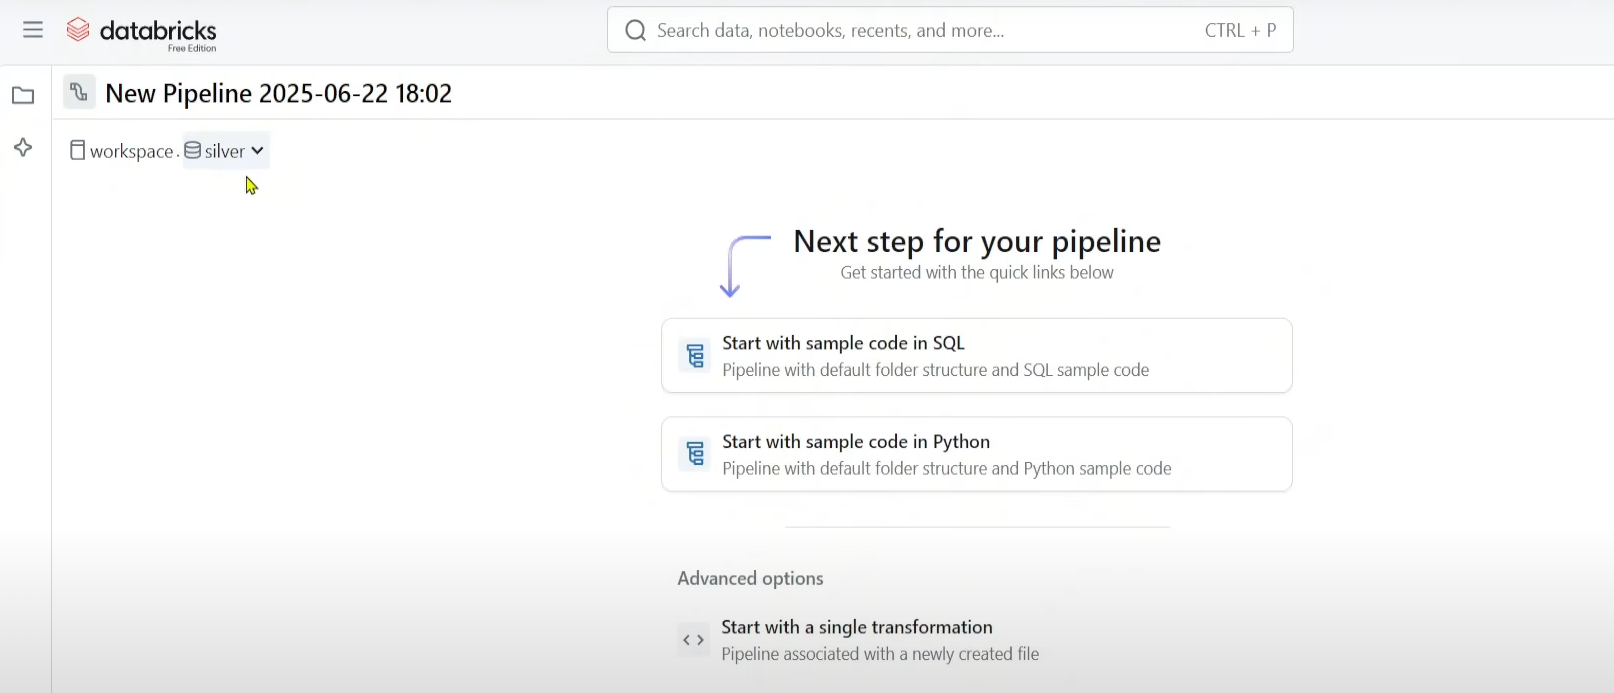 databricks
Free Edition
Search data, notebooks, recents, and more... CTRL + P
New Pipeline 2025-06-22 18:02
workspace . silver
Next step for your pipeline
Get started with the quick links below
Start with sample code in SQL
Pipeline with default folder structure and SQL sample code
Start with sample code in Python
Pipeline with default folder structure and Python sample code
Advanced options
Start with a single transformation
Pipeline associated with a newly created file